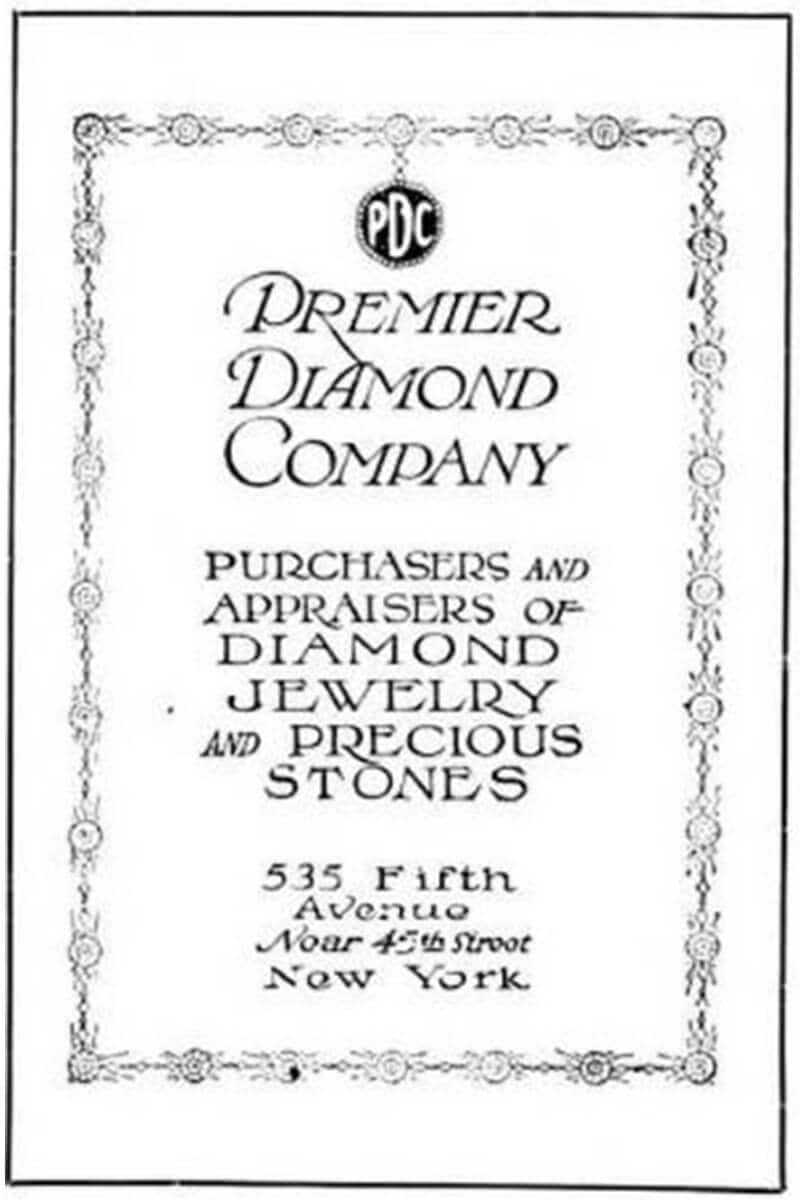 PDC
PREMIER
DIAMOND
COMPANY
PURCHASERS AND
APPRAISERS OF
DIAMOND
JEWELRY
AND PRECIOUS
STONES
535 Fifth
Avenue
Near 45th Street
New York